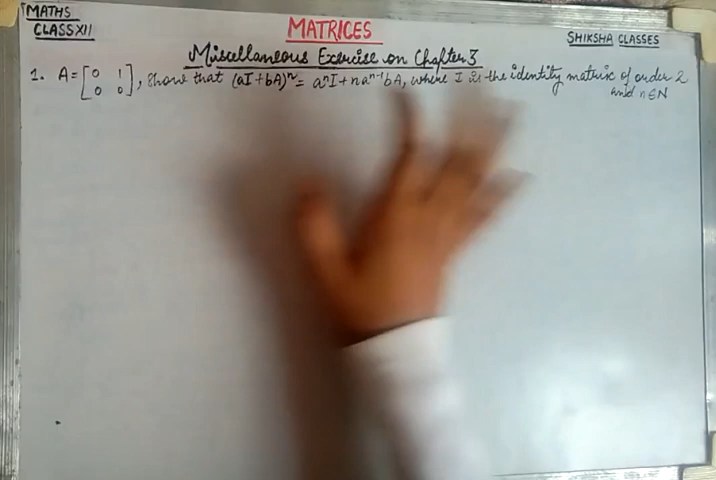 MATHS
CLASS XII
MATRICES
SHIKSHA CLASSES
Miscellaneous Exercise on Chapter 3
1. A = [0 1
0 0], Show that (aI+bA)ⁿ = aⁿI + naⁿ⁻¹bA, where I is the identity matrix of order 2
and n∈N